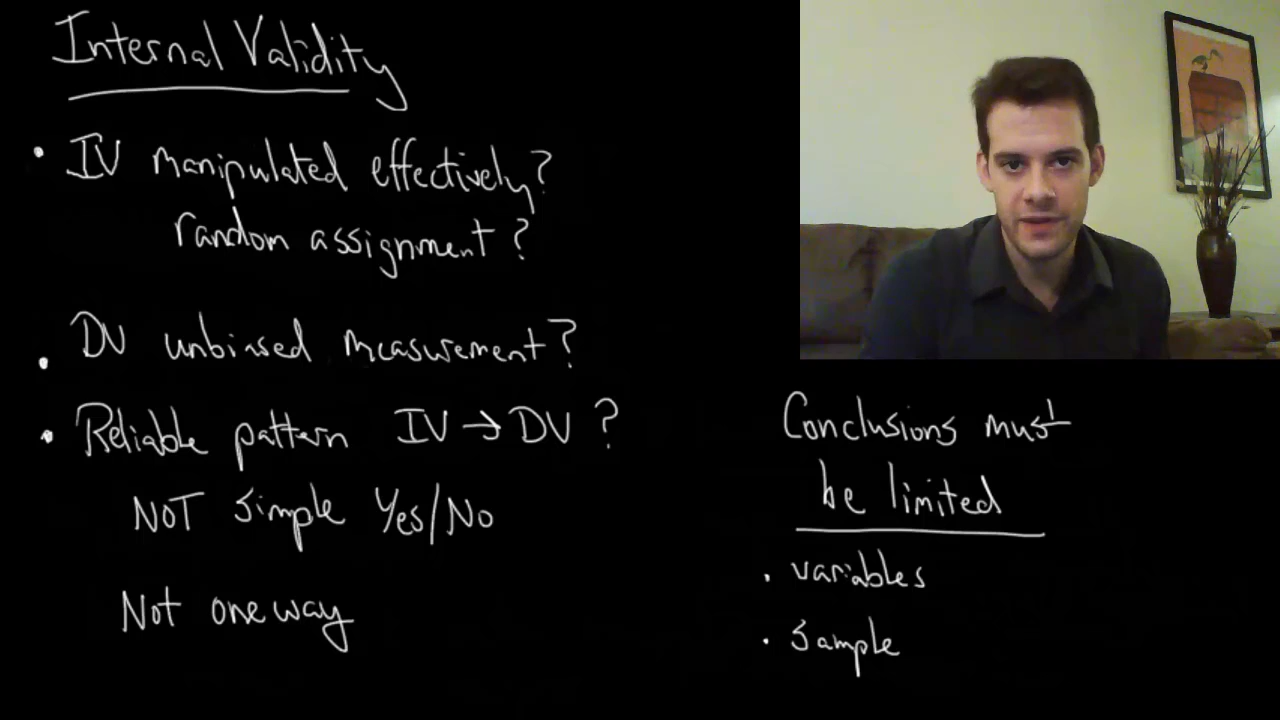 Internal Validity
• IV manipulated effectively?
random assignment?
• DV unbiased measurement?
• Reliable pattern IV → DV ?
NOT simple Yes/No
Not one way
Conclusions must
be limited
• variables
• sample